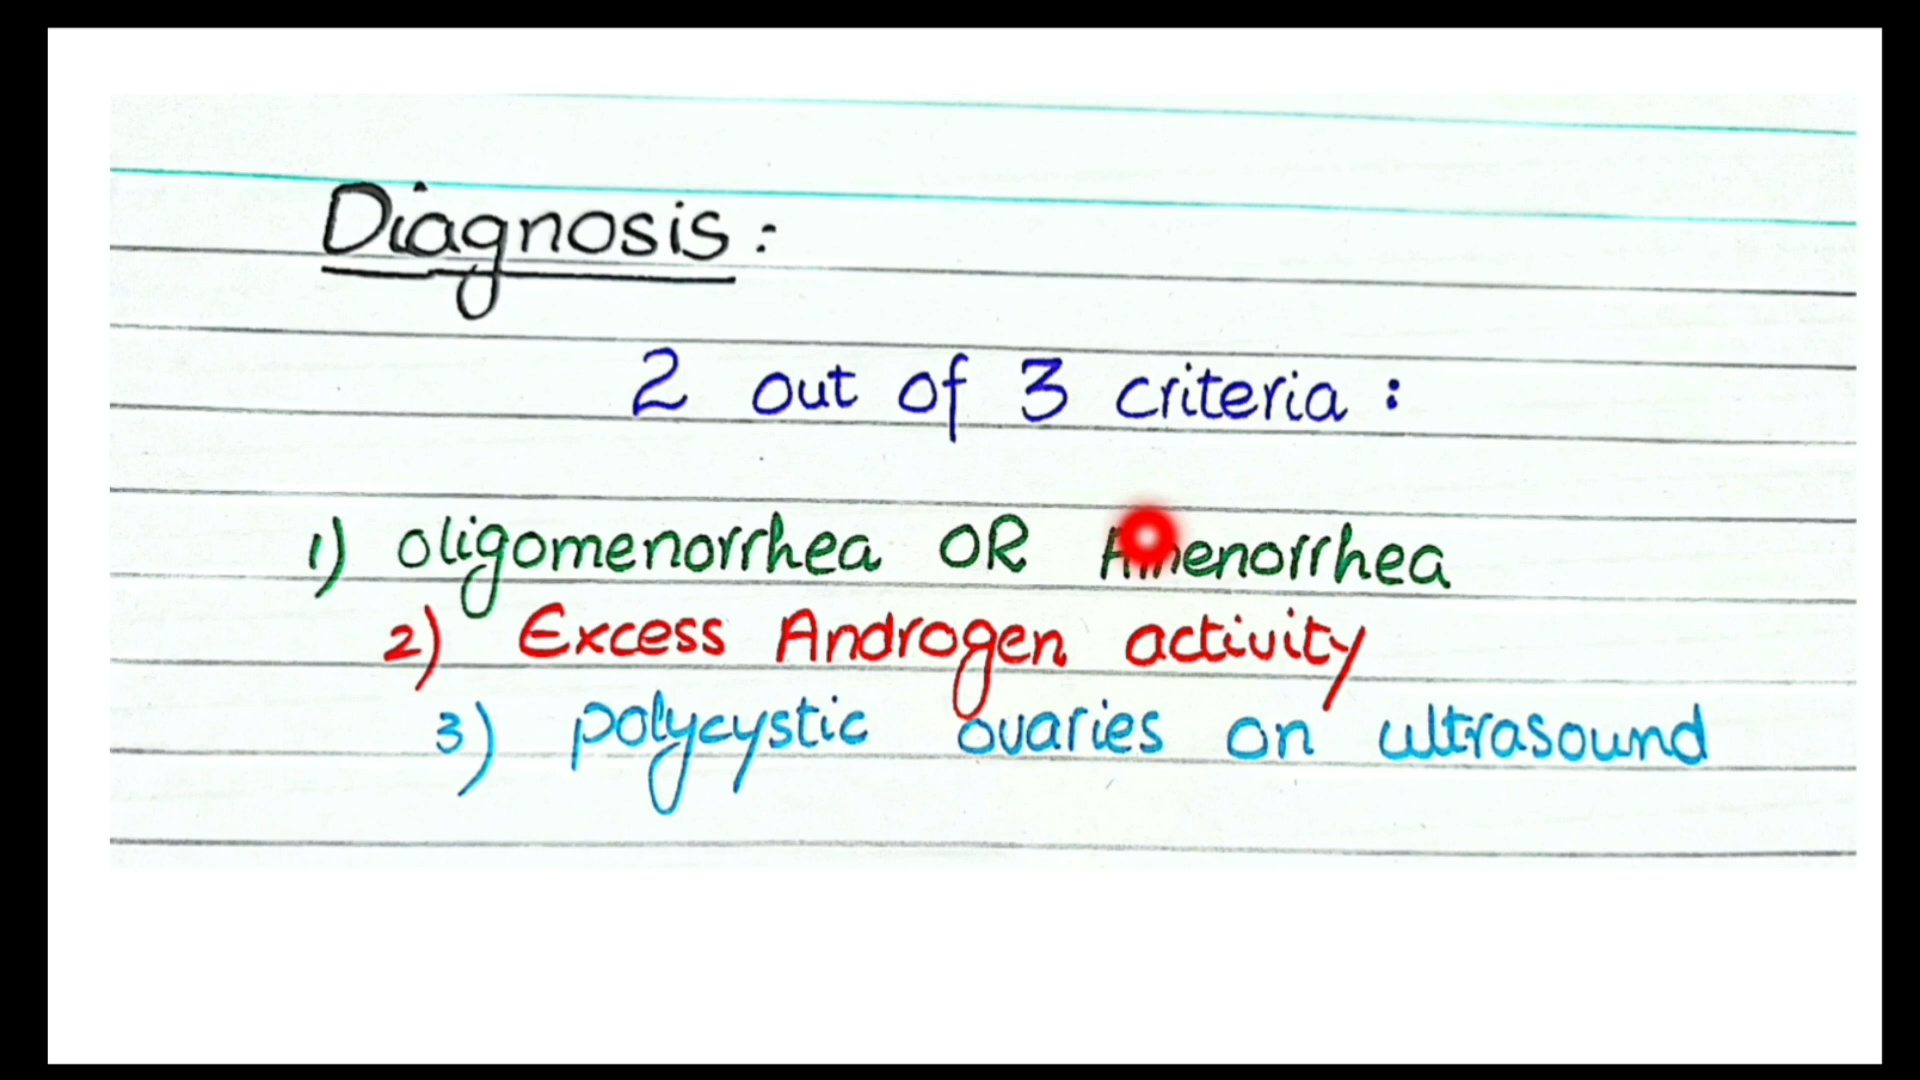 Diagnosis:
2 out of 3 criteria:
1) oligomenorrhea OR Amenorrhea
2) Excess Androgen activity
3) polycystic ovaries on ultrasound